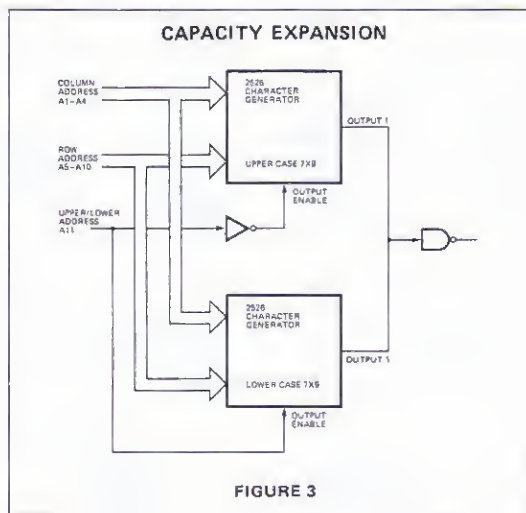 CAPACITY EXPANSION
COLUMN
ADDRESS
A1-A4
2526
CHARACTER
GENERATOR
OUTPUT 1
ROW
ADDRESS
A5-A10
UPPER CASE 7X9
OUTPUT
ENABLE
UPPER/LOWER
ADDRESS
A11
2526
CHARACTER
GENERATOR
OUTPUT 1
LOWER CASE 7X9
OUTPUT
ENABLE
FIGURE 3